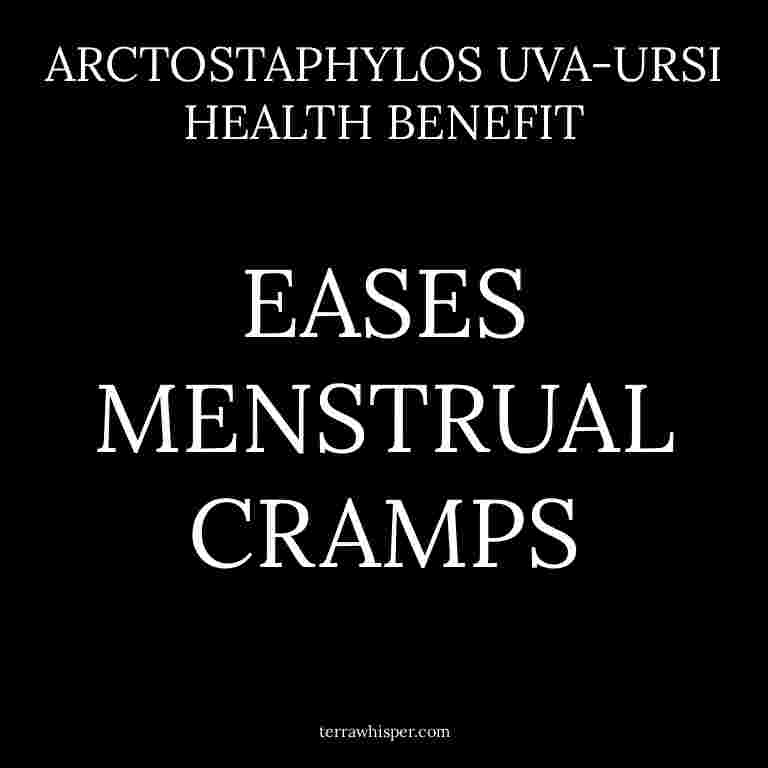 ARCTOSTAPHYLOS UVA-URSI
HEALTH BENEFIT
EASES
MENSTRUAL
CRAMPS
terrawhisper.com